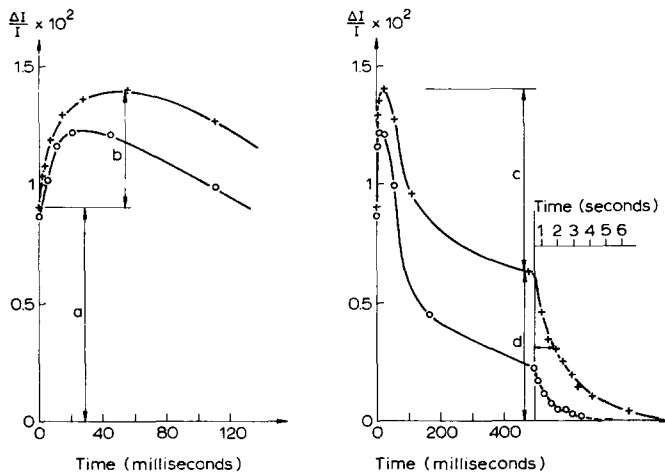 ΔI/I × 10²
1.5
1
0.5
0
b
a
0 40 80 120
Time (milliseconds)
ΔI/I × 10²
1.5
1
0.5
0
c
d
Time (seconds)
1 2 3 4 5 6
0 200 400
Time (milliseconds)